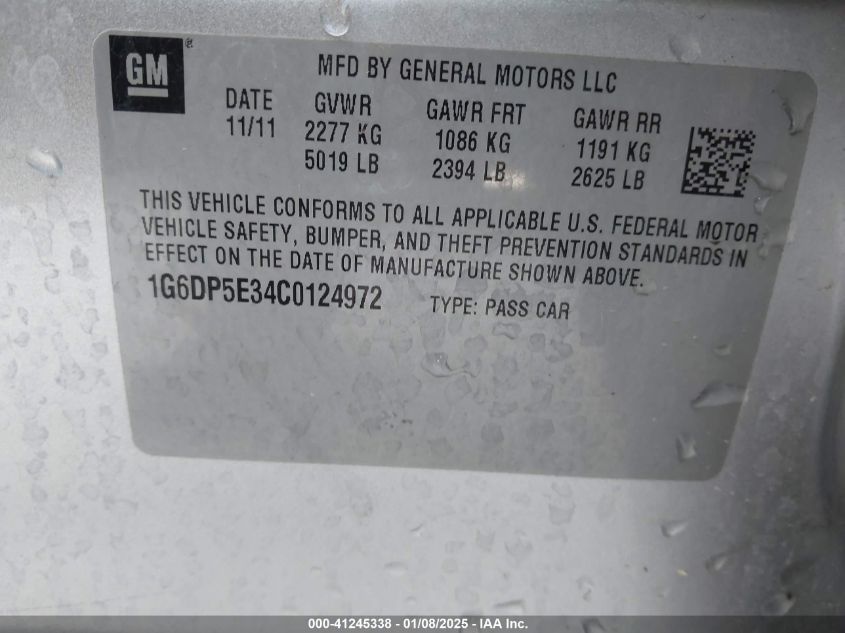 GM®
MFD BY GENERAL MOTORS LLC
DATE GVWR GAWR FRT GAWR RR
11/11 2277 KG 1086 KG 1191 KG
5019 LB 2394 LB 2625 LB
THIS VEHICLE CONFORMS TO ALL APPLICABLE U.S. FEDERAL MOTOR
VEHICLE SAFETY, BUMPER, AND THEFT PREVENTION STANDARDS IN
EFFECT ON THE DATE OF MANUFACTURE SHOWN ABOVE.
1G6DP5E34C0124972 TYPE: PASS CAR
000-41245338 - 01/08/2025 - IAA Inc.